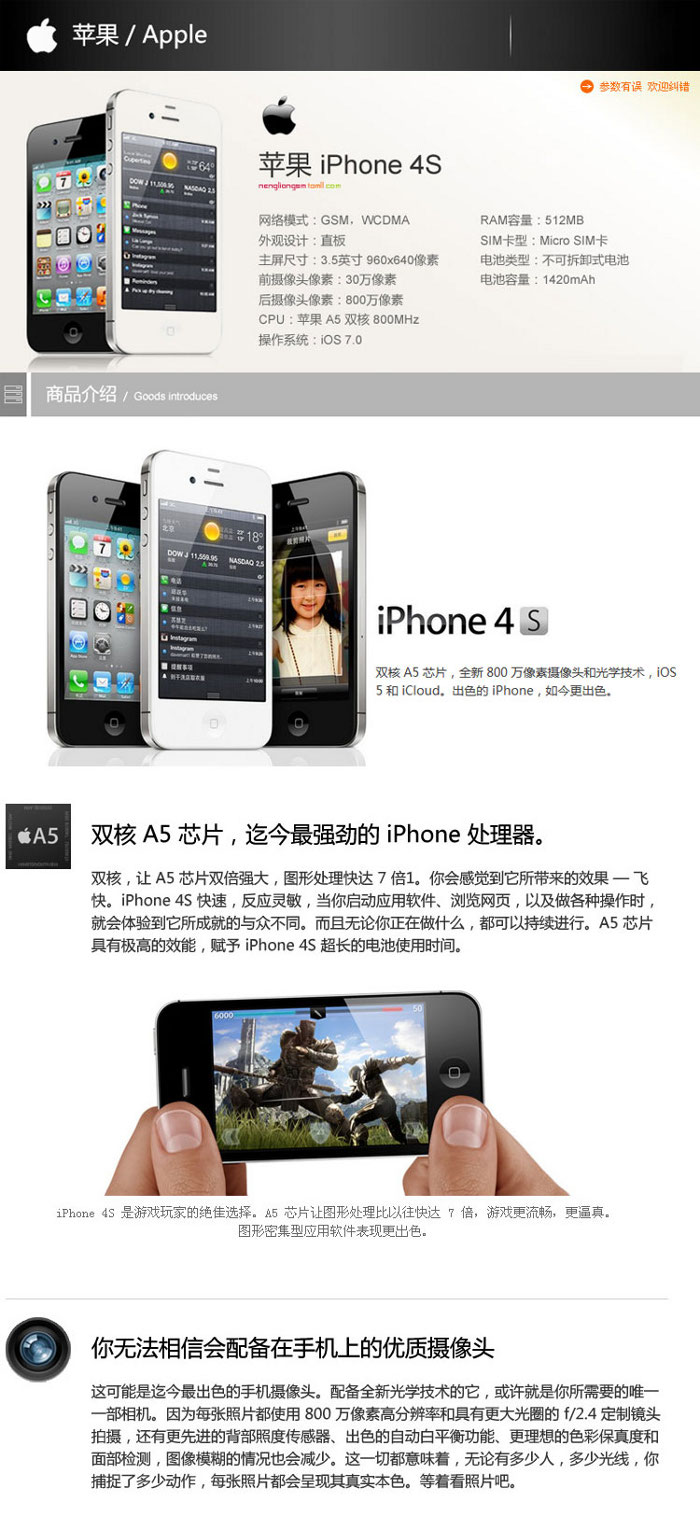 苹果 / Apple
参数有误 欢迎纠错
苹果 iPhone 4S
网络模式：GSM，WCDMA
外观设计：直板
主屏尺寸：3.5英寸 960x640像素
前摄像头像素：30万像素
后摄像头像素：800万像素
CPU：苹果 A5 双核 800MHz
操作系统：iOS 7.0
RAM容量：512MB
SIM卡型：Micro SIM卡
电池类型：不可拆卸式电池
电池容量：1420mAh
商品介绍 / Goods introduces
iPhone 4 S
双核 A5 芯片，全新 800 万像素摄像头和光学技术，iOS
5 和 iCloud。出色的 iPhone，如今更出色。
A5
双核 A5 芯片，迄今最强劲的 iPhone 处理器。
双核，让 A5 芯片双倍强大，图形处理快达 7 倍1。你会感觉到它所带来的效果 — 飞
快。iPhone 4S 快速，反应灵敏，当你启动应用软件、浏览网页，以及做各种操作时，
就会体验到它所成就的与众不同。而且无论你正在做什么，都可以持续进行。A5 芯片
具有极高的效能，赋予 iPhone 4S 超长的电池使用时间。
6000
50
iPhone 4S 是游戏玩家的绝佳选择。A5 芯片让图形处理比以往快达 7 倍，游戏更流畅，更逼真。
图形密集型应用软件表现更出色。
你无法相信会配备在手机上的优质摄像头
这可能是迄今最出色的手机摄像头。配备全新光学技术的它，或许就是你所需要的唯一
一部相机。因为每张照片都使用 800 万像素高分辨率和具有更大光圈的 f/2.4 定制镜头
拍摄，还有更先进的背部照度传感器、出色的自动白平衡功能、更理想的色彩保真度和
面部检测，图像模糊的情况也会减少。这一切都意味着，无论有多少人，多少光线，你
捕捉了多少动作，每张照片都会呈现其真实本色。等着看照片吧。